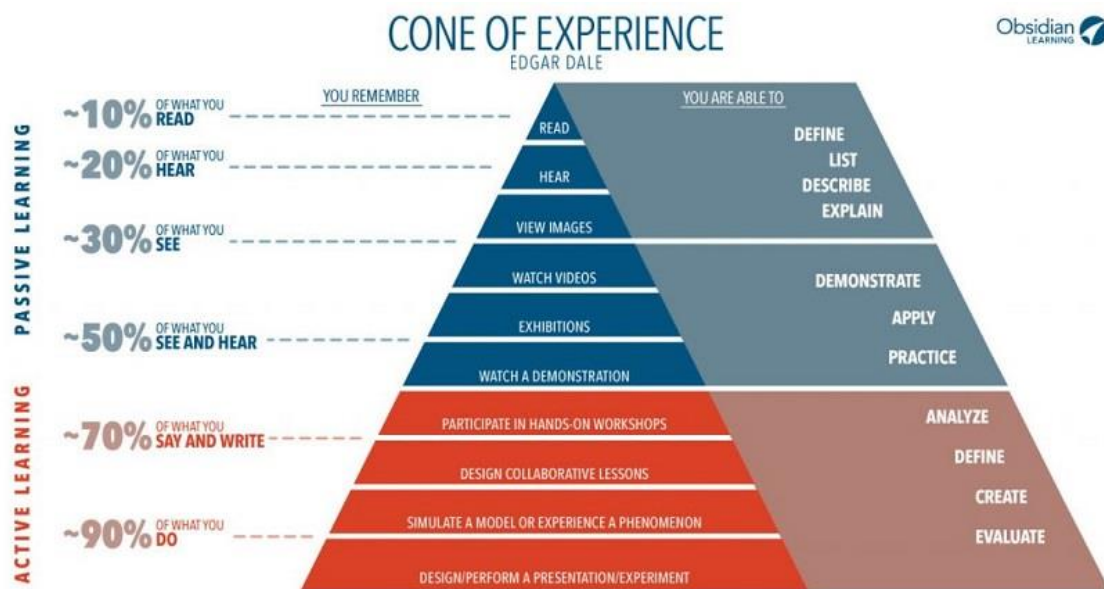 CONE OF EXPERIENCE
EDGAR DALE
Obsidian
LEARNING
PASSIVE LEARNING
ACTIVE LEARNING
YOU REMEMBER
~10% OF WHAT YOU
READ
~20% OF WHAT YOU
HEAR
~30% OF WHAT YOU
SEE
~50% OF WHAT YOU
SEE AND HEAR
~70% OF WHAT YOU
SAY AND WRITE
~90% OF WHAT YOU
DO
READ
HEAR
VIEW IMAGES
WATCH VIDEOS
EXHIBITIONS
WATCH A DEMONSTRATION
PARTICIPATE IN HANDS-ON WORKSHOPS
DESIGN COLLABORATIVE LESSONS
SIMULATE A MODEL OR EXPERIENCE A PHENOMENON
DESIGN/PERFORM A PRESENTATION/EXPERIMENT
YOU ARE ABLE TO
DEFINE
LIST
DESCRIBE
EXPLAIN
DEMONSTRATE
APPLY
PRACTICE
ANALYZE
DEFINE
CREATE
EVALUATE